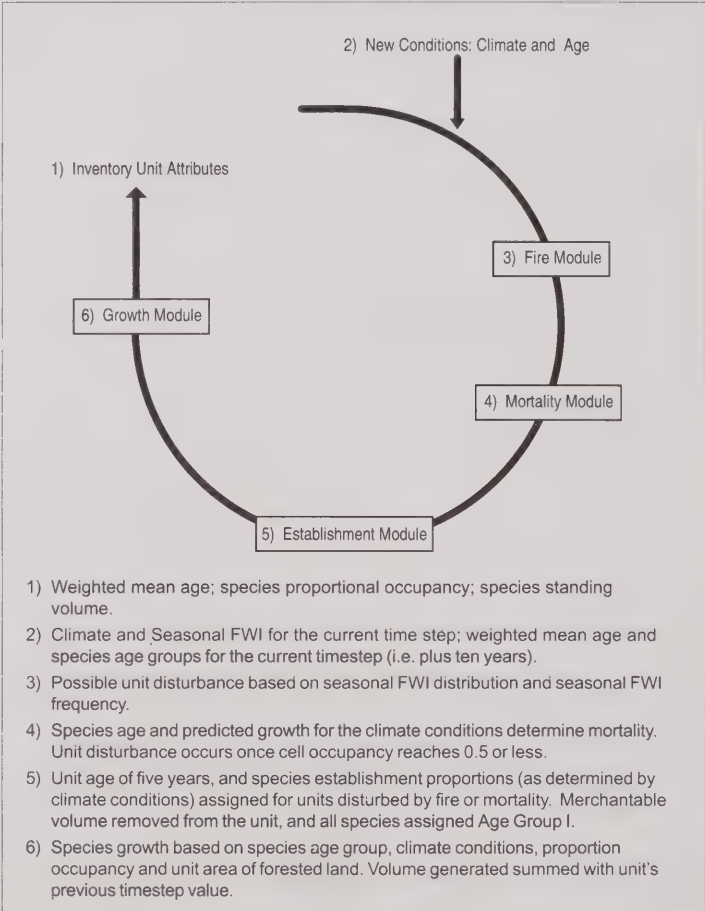 2) New Conditions: Climate and Age
1) Inventory Unit Attributes
3) Fire Module
6) Growth Module
4) Mortality Module
5) Establishment Module
1) Weighted mean age; species proportional occupancy; species standing
volume.
2) Climate and Seasonal FWI for the current time step; weighted mean age and
species age groups for the current timestep (i.e. plus ten years).
3) Possible unit disturbance based on seasonal FWI distribution and seasonal FWI
frequency.
4) Species age and predicted growth for the climate conditions determine mortality.
Unit disturbance occurs once cell occupancy reaches 0.5 or less.
5) Unit age of five years, and species establishment proportions (as determined by
climate conditions) assigned for units disturbed by fire or mortality. Merchantable
volume removed from the unit, and all species assigned Age Group I.
6) Species growth based on species age group, climate conditions, proportion
occupancy and unit area of forested land. Volume generated summed with unit's
previous timestep value.